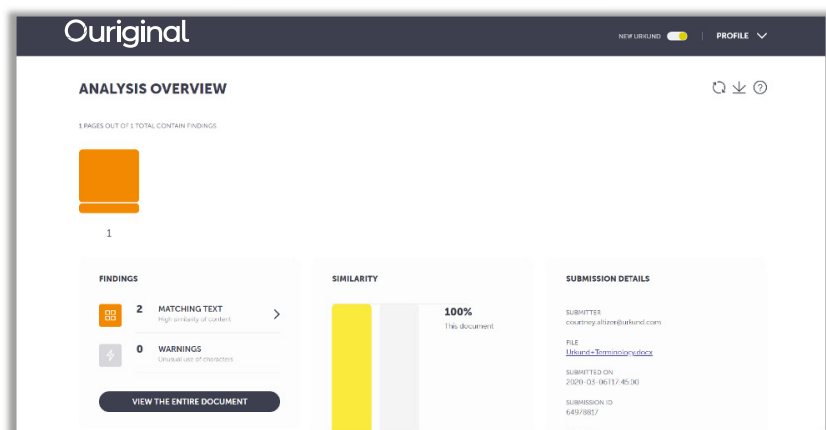 Ouriginal
NEW URKUND
PROFILE
ANALYSIS OVERVIEW
1 PAGES OUT OF 1 TOTAL CONTAIN FINDINGS
1
FINDINGS
2 MATCHING TEXT
High similarity of content
0 WARNINGS
Unusual use of characters
VIEW THE ENTIRE DOCUMENT
SIMILARITY
100%
This document
SUBMISSION DETAILS
SUBMITTER
courtney.altizer@urkund.com
FILE
Urkund+Terminology.docx
SUBMITTED ON
2020-03-06T17:45:00
SUBMISSION ID
64978817